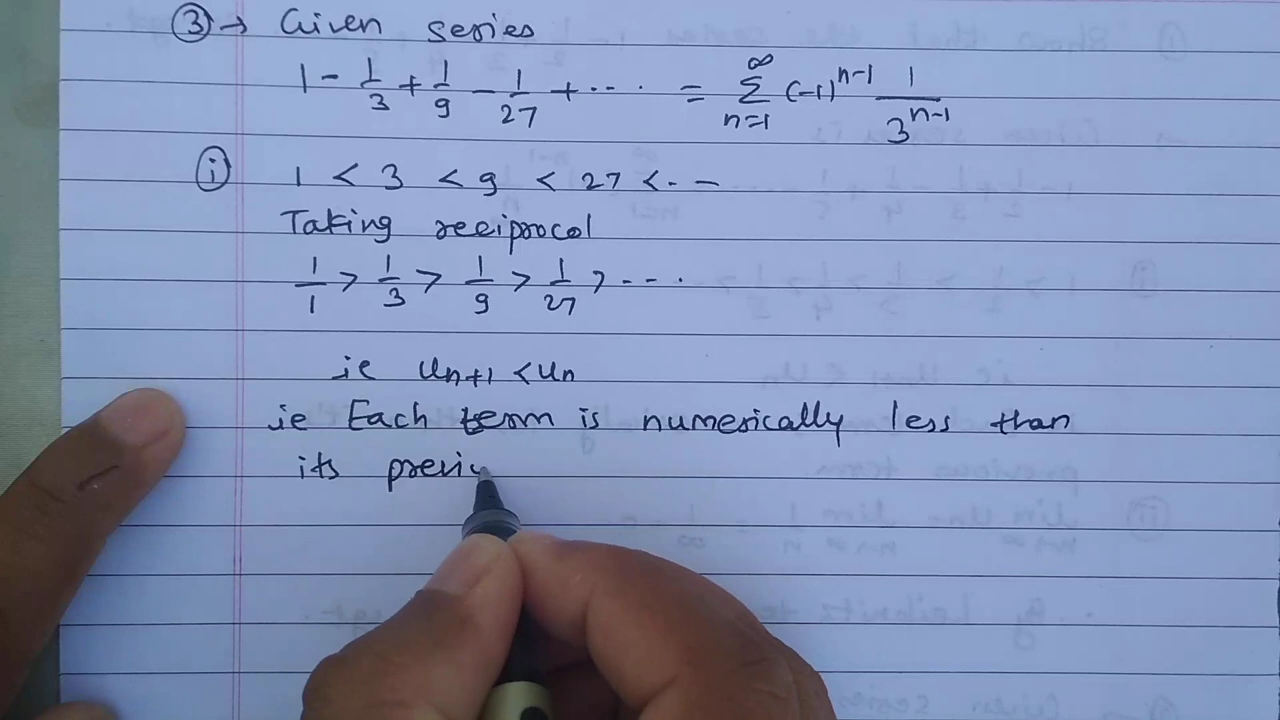 ③→ Given series
1 - 1/3 + 1/9 - 1/27 + ... = ∞ Σ n=1 (-1)^{n-1} 1/3^{n-1}
ⓘ 1 < 3 < 9 < 27 < . -
Taking reciprocol
1/1 > 1/3 > 1/9 > 1/27 > - - - .
ie u_{n+1} < u_n
ie Each term is numerically less than
its previ